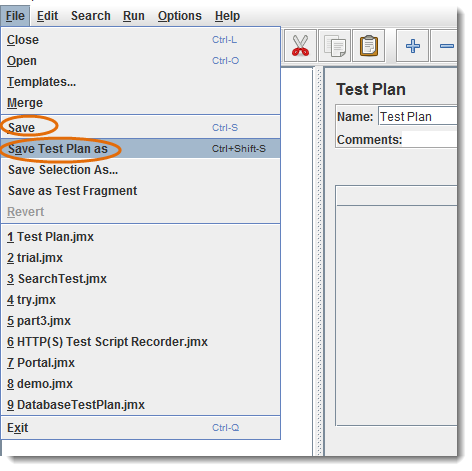 File Edit Search Run Options Help
Close Ctrl-L
Open Ctrl-O
Templates...
Merge
Save Ctrl-S
Save Test Plan as Ctrl+Shift-S
Save Selection As...
Save as Test Fragment
Revert
1 Test Plan.jmx
2 trial.jmx
3 SearchTest.jmx
4 try.jmx
5 part3.jmx
6 HTTP(S) Test Script Recorder.jmx
7 Portal.jmx
8 demo.jmx
9 DatabaseTestPlan.jmx
Exit Ctrl-Q
Test Plan
Name: Test Plan
Comments: